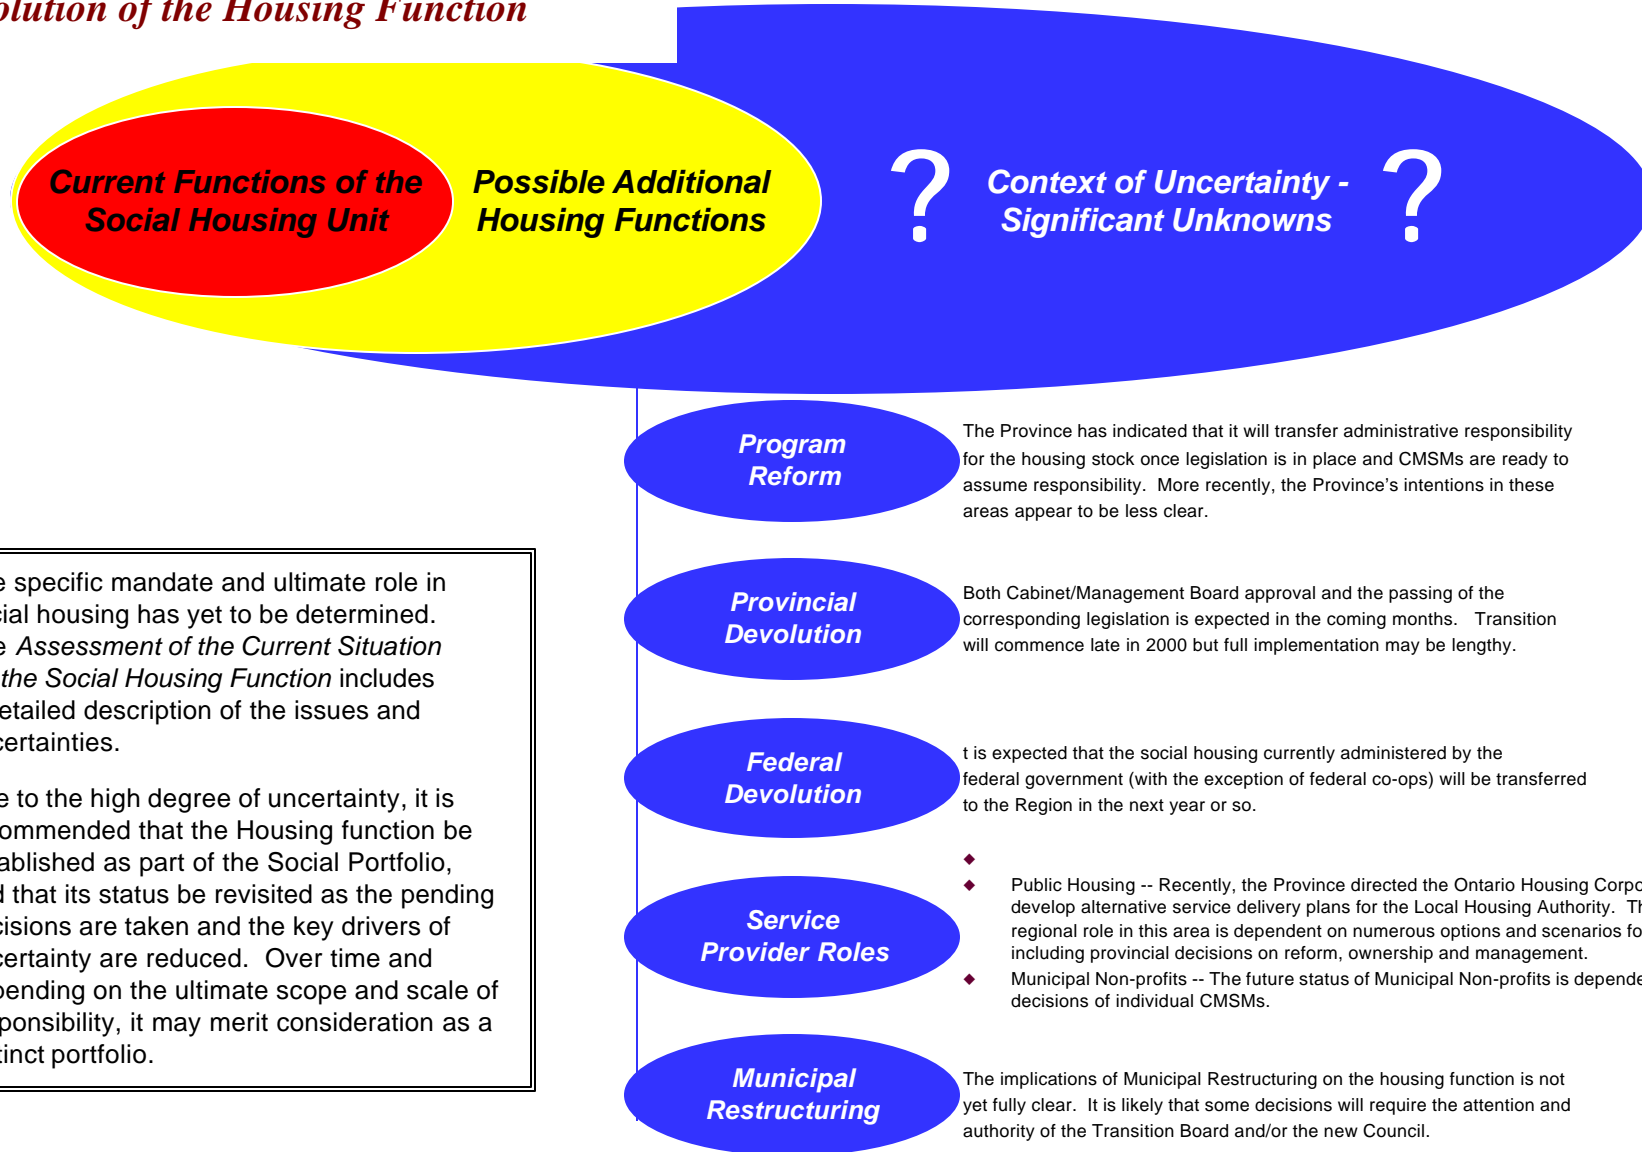 olution of the Housing Function
Current Functions of the
Social Housing Unit
Possible Additional
Housing Functions
?
Context of Uncertainty -
Significant Unknowns
?
Program
Reform
The Province has indicated that it will transfer administrative responsibility
for the housing stock once legislation is in place and CMSMs are ready to
assume responsibility.  More recently, the Province's intentions in these
areas appear to be less clear.
Provincial
Devolution
Both Cabinet/Management Board approval and the passing of the
corresponding legislation is expected in the coming months.   Transition
will commence late in 2000 but full implementation may be lengthy.
Federal
Devolution
t is expected that the social housing currently administered by the
federal government (with the exception of federal co-ops) will be transferred
to the Region in the next year or so.
Service
Provider Roles
Public Housing -- Recently, the Province directed the Ontario Housing Corpo
develop alternative service delivery plans for the Local Housing Authority.  Th
regional role in this area is dependent on numerous options and scenarios fo
including provincial decisions on reform, ownership and management.
Municipal Non-profits -- The future status of Municipal Non-profits is depende
decisions of individual CMSMs.
Municipal
Restructuring
The implications of Municipal Restructuring on the housing function is not
yet fully clear.  It is likely that some decisions will require the attention and
authority of the Transition Board and/or the new Council.
e specific mandate and ultimate role in
cial housing has yet to be determined.
e Assessment of the Current Situation
the Social Housing Function includes
etailed description of the issues and
certainties.
e to the high degree of uncertainty, it is
commended that the Housing function be
tablished as part of the Social Portfolio,
d that its status be revisited as the pending
cisions are taken and the key drivers of
certainty are reduced.  Over time and
pending on the ultimate scope and scale of
ponsibility, it may merit consideration as a
tinct portfolio.